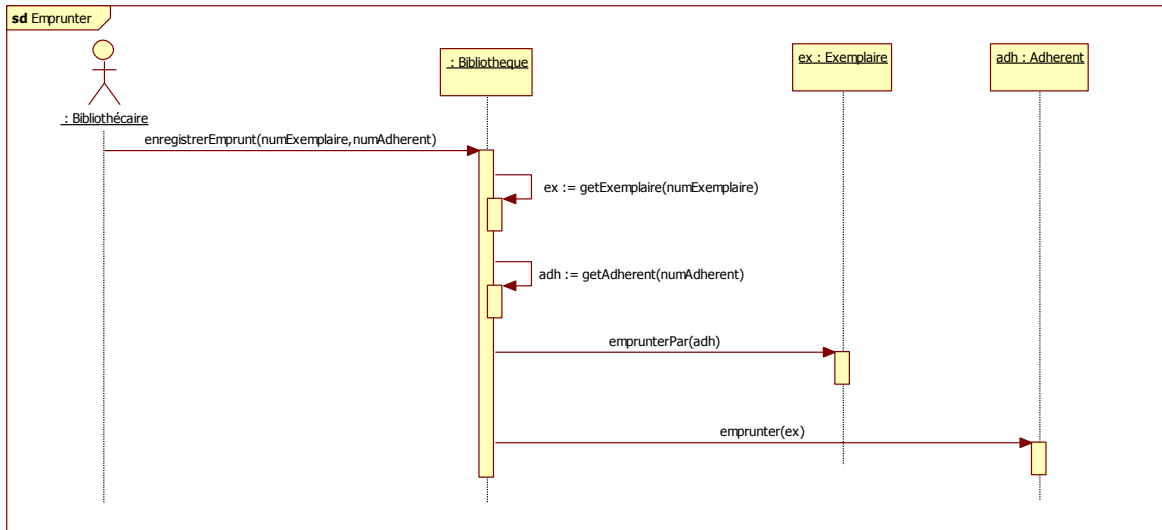 sd Emprunter
: Bibliothécaire
: Bibliotheque
ex : Exemplaire
adh : Adherent
enregistrerEmprunt(numExemplaire,numAdherent)
ex := getExemplaire(numExemplaire)
adh := getAdherent(numAdherent)
emprunterPar(adh)
emprunter(ex)